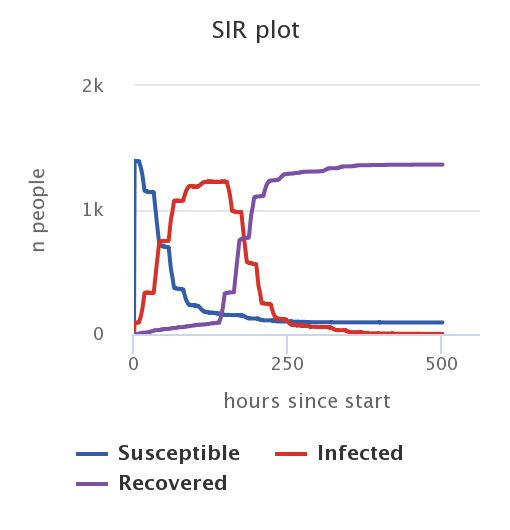 SIR plot
2k
1k
0
n people
0 250 500
hours since start
Susceptible Infected
Recovered